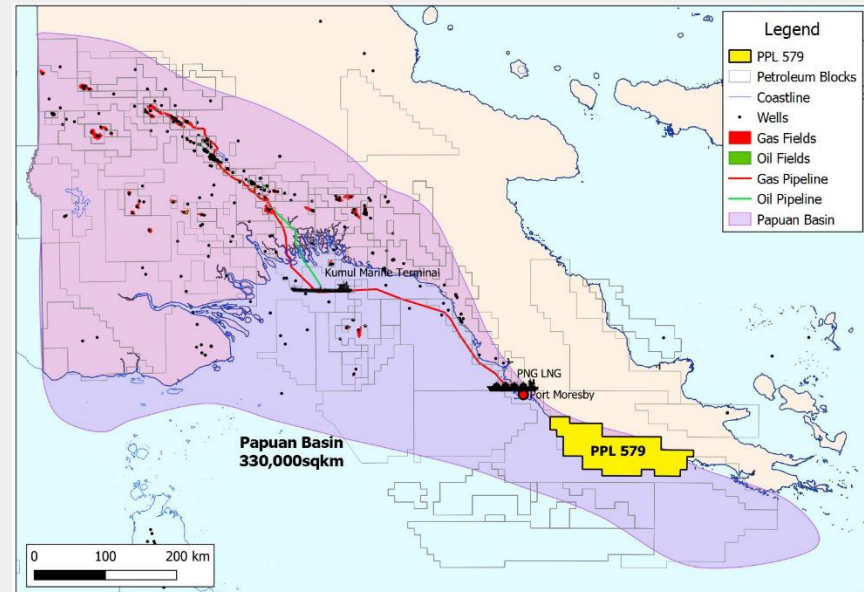 Legend
PPL 579
Petroleum Blocks
Coastline
Wells
Gas Fields
Oil Fields
Gas Pipeline
Oil Pipeline
Papuan Basin
Kumul Marine Terminal
PNG LNG
Port Moresby
Papuan Basin
330,000sqkm
PPL 579
0 100 200 km